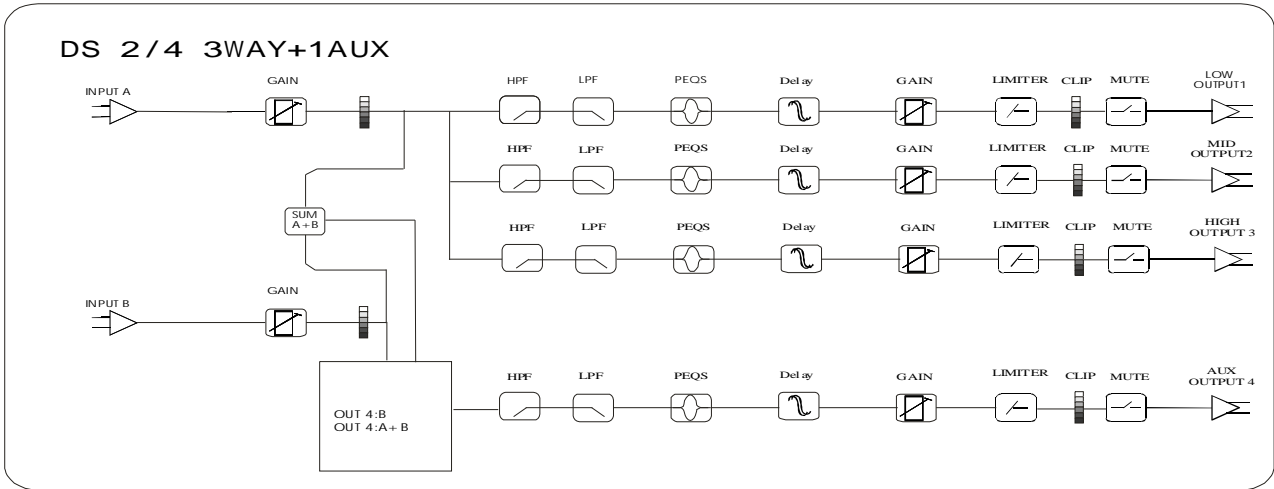 DS 2/4 3WAY+1AUX
INPUT A
GAIN
HPF LPF PEQS Delay GAIN LIMITER CLIP MUTE
LOW
OUTPUT1
HPF LPF PEQS Delay GAIN LIMITER CLIP MUTE
MID
OUTPUT2
SUM
A+B
HPF LPF PEQS Delay GAIN LIMITER CLIP MUTE
HIGH
OUTPUT 3
INPUT B
GAIN
OUT 4:B
OUT 4:A+B
HPF LPF PEQS Delay GAIN LIMITER CLIP MUTE
AUX
OUTPUT 4